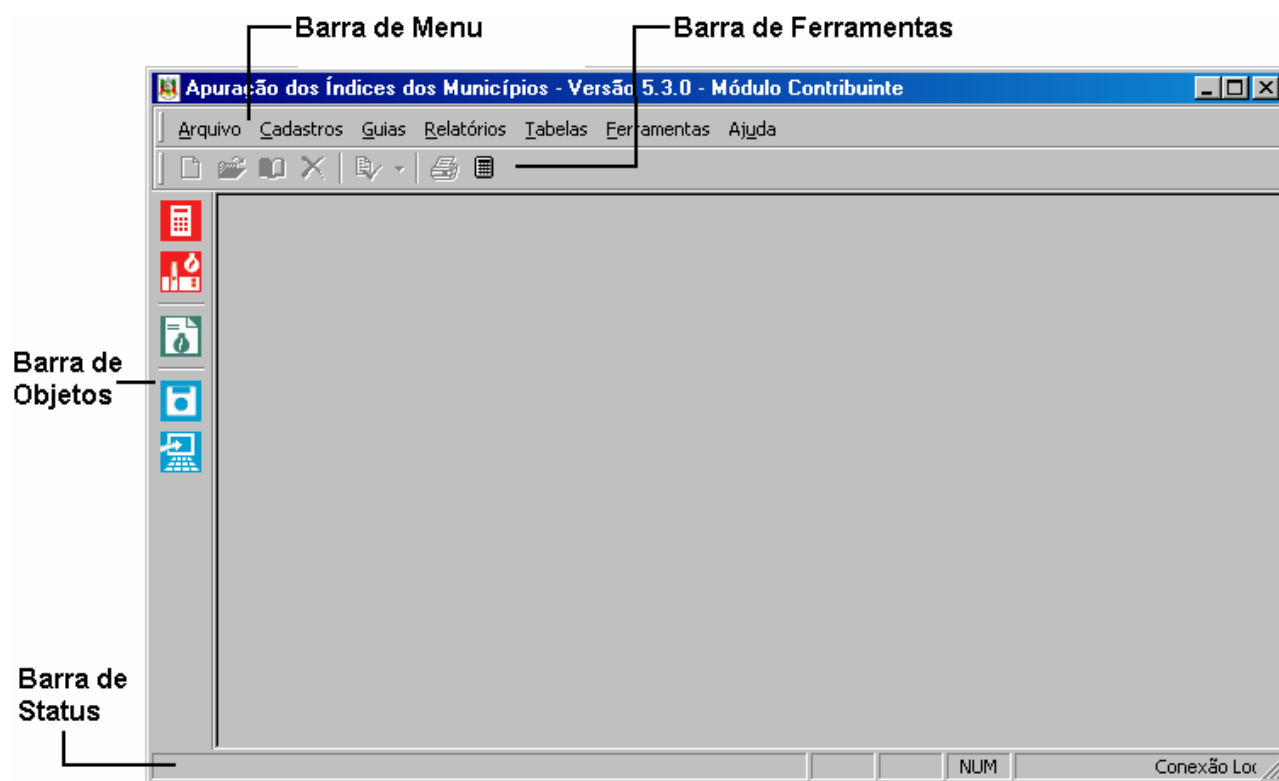 Barra de Menu
Barra de Ferramentas
Apuração dos Índices dos Municípios - Versão 5.3.0 - Módulo Contribuinte
Arquivo Cadastros Guias Relatórios Tabelas Ferramentas Ajuda
Barra de
Objetos
Barra de
Status
NUM
Conexão Loc